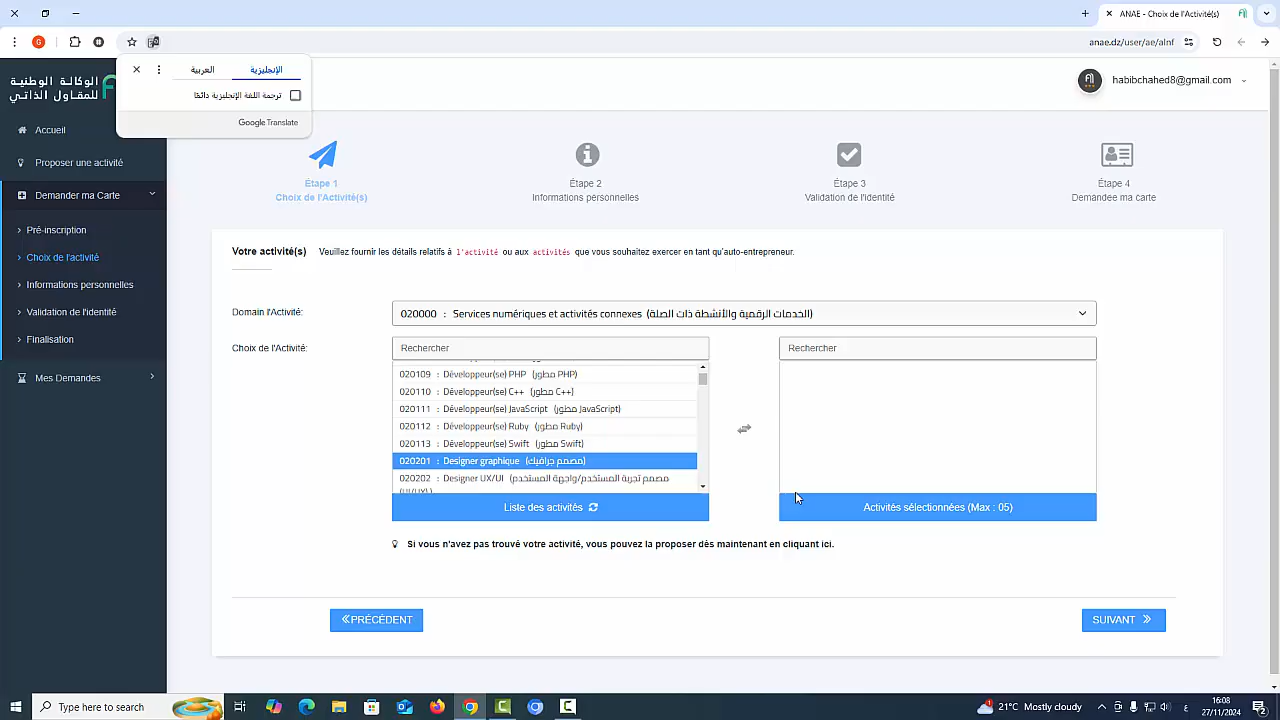 ANAE - Choix de l'Activité(s)
anae.dz/user/ae/aInf
G
الوكالة الوطنية
للمقاول الذاتي
العربية
الإنجليزية
ترجمة اللغة الإنجليزية دائمًا
Google Translate
habibchahed8@gmail.com
Accueil
Proposer une activité
Demander ma Carte
Pré-inscription
Choix de l'activité
Informations personnelles
Validation de l'identité
Finalisation
Mes Demandes
Étape 1
Choix de l'Activité(s)
Étape 2
Informations personnelles
Étape 3
Validation de l'identité
Étape 4
Demandee ma carte
Votre activité(s) Veuillez fournir les détails relatifs à l'activité ou aux activités que vous souhaitez exercer en tant qu'auto-entrepreneur.
Domain l'Activité:
020000 : Services numériques et activités connexes (الخدمات الرقمية والأنشطة ذات الصلة)
Choix de l'Activité:
Rechercher
Rechercher
020109 : Développeur(se) PHP (مطور PHP)
020110 : Développeur(se) C++ (مطور C++)
020111 : Développeur(se) JavaScript (مطور JavaScript)
020112 : Développeur(se) Ruby (مطور Ruby)
020113 : Développeur(se) Swift (مطور Swift)
020201 : Designer graphique (مصمم جرافيك)
020202 : Designer UX/UI (مصمم تجربة المستخدم/واجهة المستخدم
(UI/UX))
Liste des activités
Activités sélectionnées (Max : 05)
Si vous n'avez pas trouvé votre activité, vous pouvez la proposer dès maintenant en cliquant ici.
PRÉCÉDENT
SUIVANT
Type here to search
21°C Mostly cloudy
ع
16:08
27/11/2024